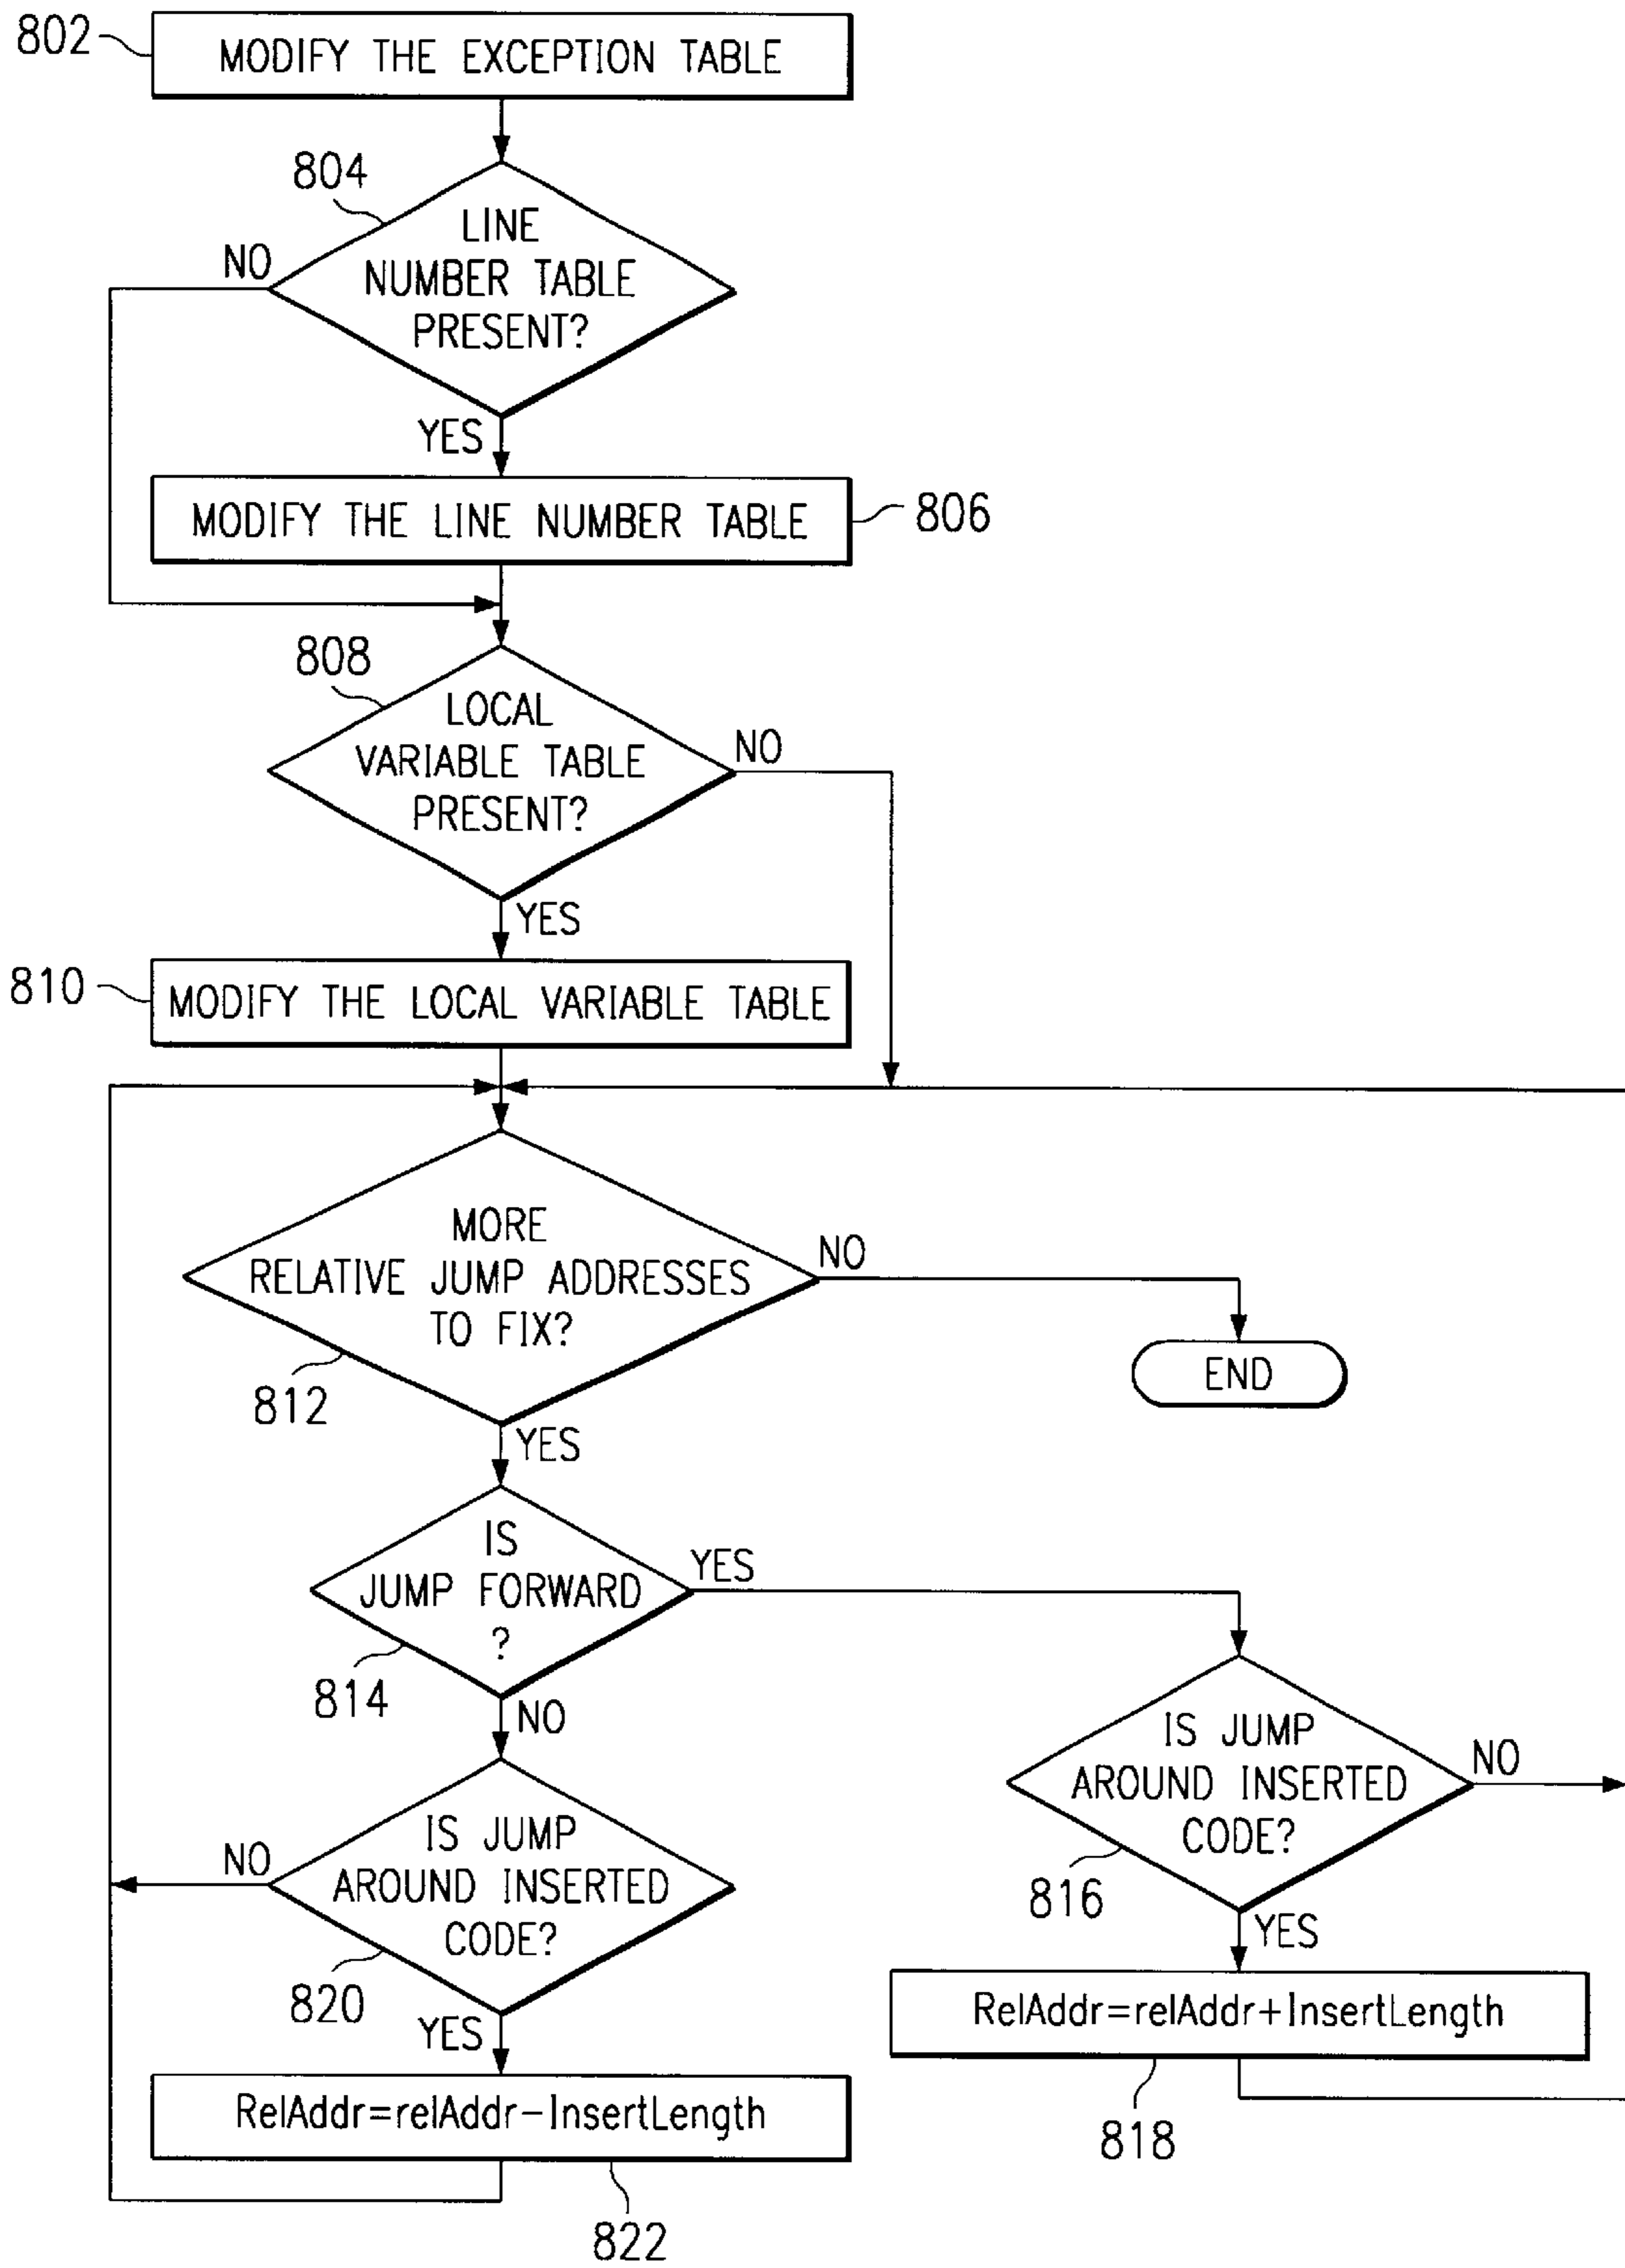 802
MODIFY THE EXCEPTION TABLE
804
LINE
NUMBER TABLE
PRESENT?
NO
YES
MODIFY THE LINE NUMBER TABLE
806
808
LOCAL
VARIABLE TABLE
PRESENT?
NO
YES
810
MODIFY THE LOCAL VARIABLE TABLE
MORE
RELATIVE JUMP ADDRESSES
TO FIX?
NO
812
YES
END
IS
JUMP FORWARD
?
YES
814
NO
IS JUMP
AROUND INSERTED
CODE?
NO
816
YES
RelAddr=relAddr+InsertLength
818
IS JUMP
AROUND INSERTED
CODE?
NO
820
YES
RelAddr=relAddr-InsertLength
822